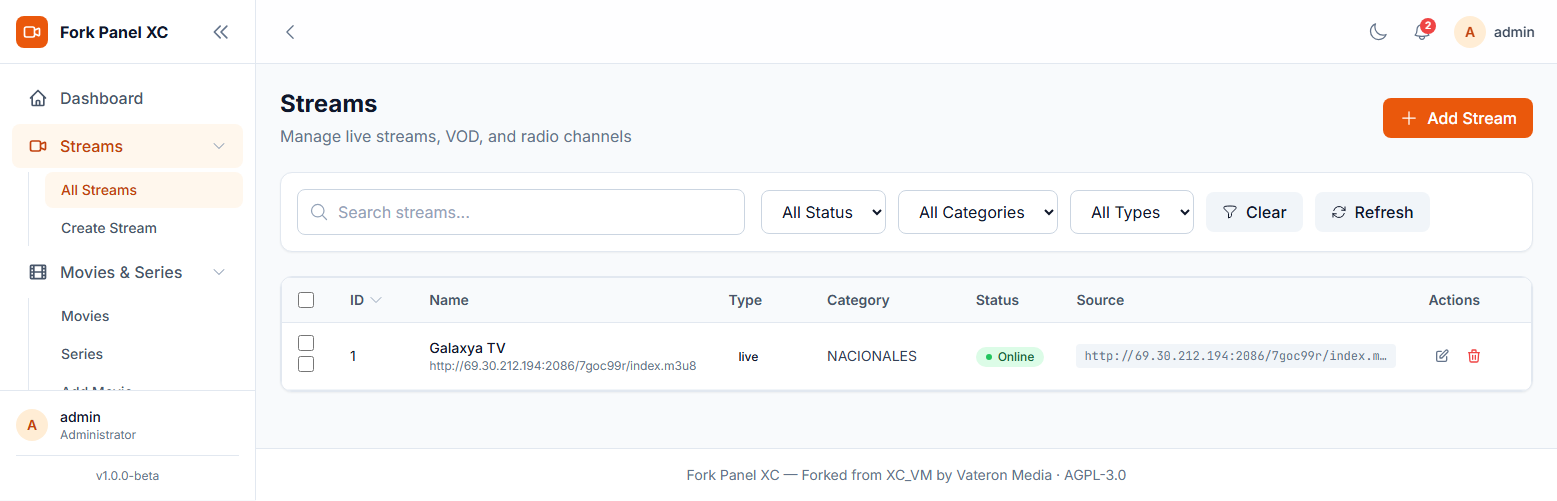 Fork Panel XC
2
A
admin
Dashboard
Streams
All Streams
Create Stream
Movies & Series
Movies
Series
Add Movie
A
admin
Administrator
v1.0.0-beta
Streams
Manage live streams, VOD, and radio channels
Add Stream
Search streams...
All Status
All Categories
All Types
Clear
Refresh
ID
Name
Type
Category
Status
Source
Actions
1
Galaxya TV
http://69.30.212.194:2086/7goc99r/index.m3u8
live
NACIONALES
Online
http://69.30.212.194:2086/7goc99r/index.m…
Fork Panel XC — Forked from XC_VM by Vateron Media · AGPL-3.0